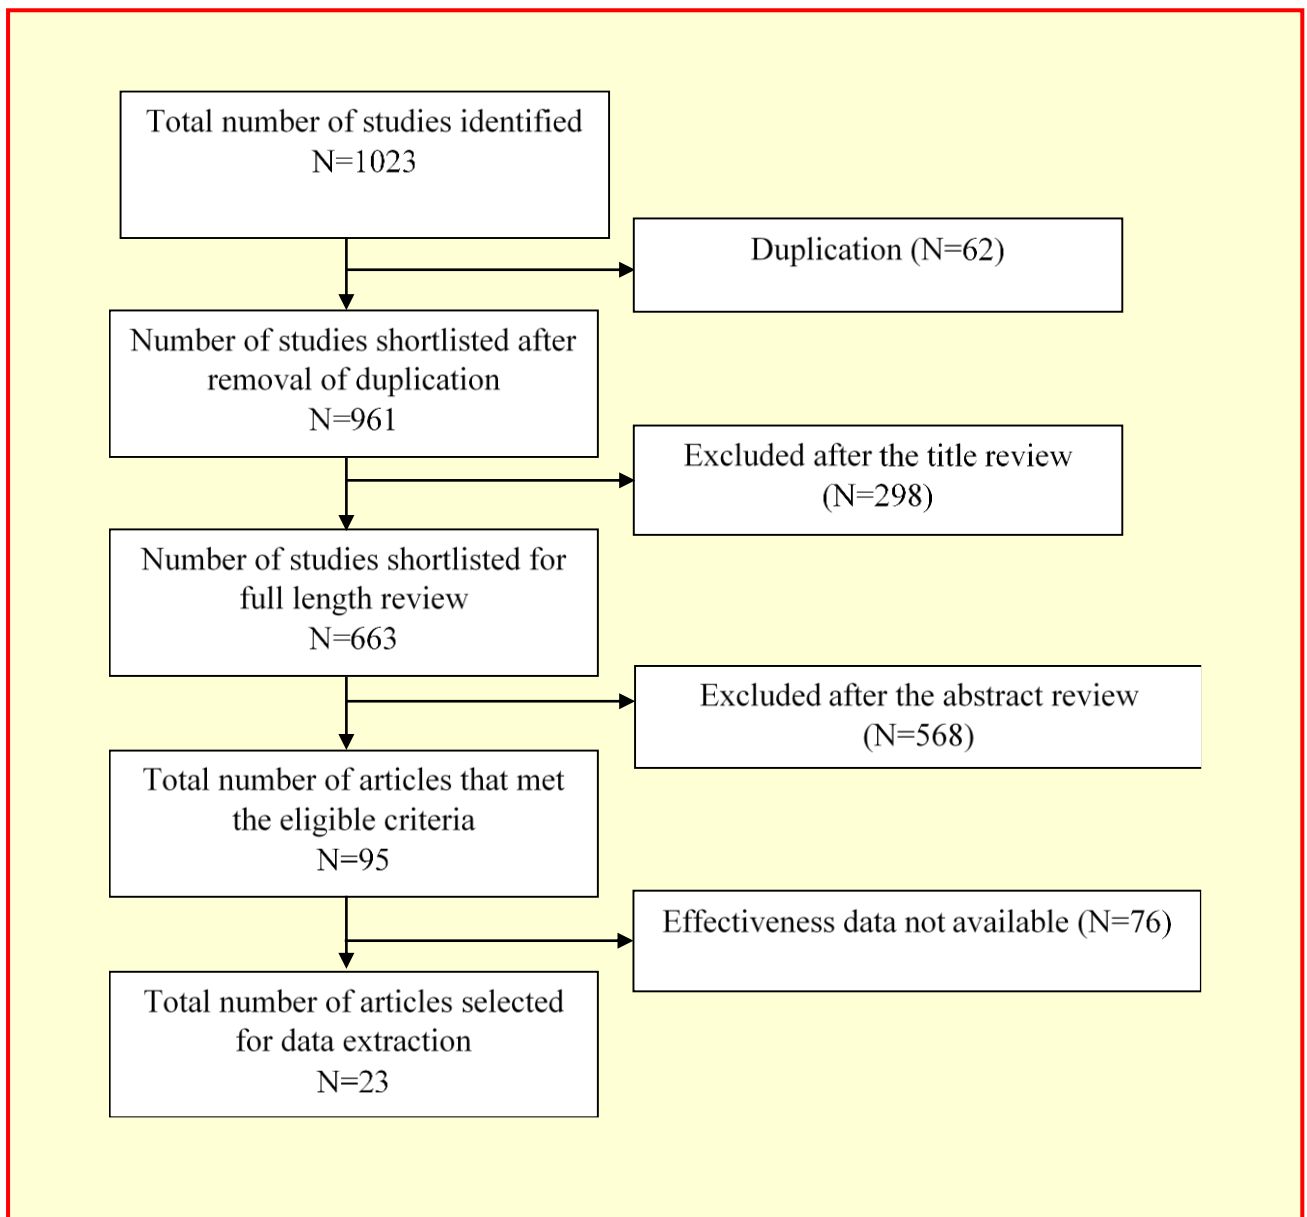 Total number of studies identified
N=1023
Duplication (N=62)
Number of studies shortlisted after
removal of duplication
N=961
Excluded after the title review
(N=298)
Number of studies shortlisted for
full length review
N=663
Excluded after the abstract review
(N=568)
Total number of articles that met
the eligible criteria
N=95
Effectiveness data not available (N=76)
Total number of articles selected
for data extraction
N=23